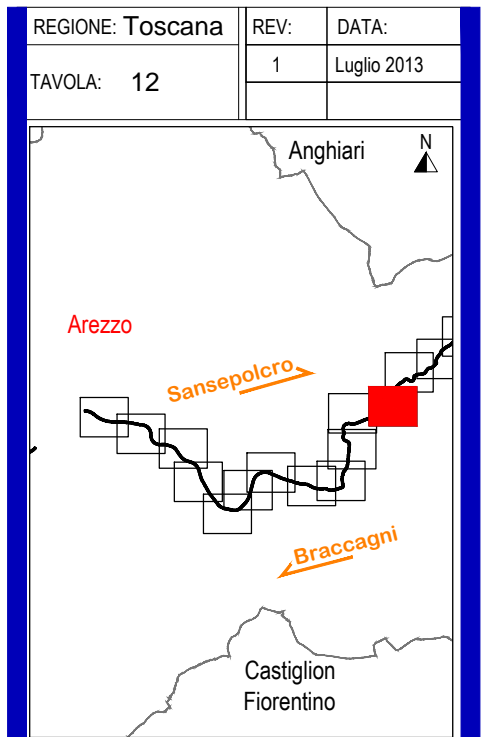 REGIONE: Toscana
REV:
DATA:
1
Luglio 2013
TAVOLA: 12
Anghiari
N
Arezzo
Sansepolcro
Braccagni
Castiglion
Fiorentino